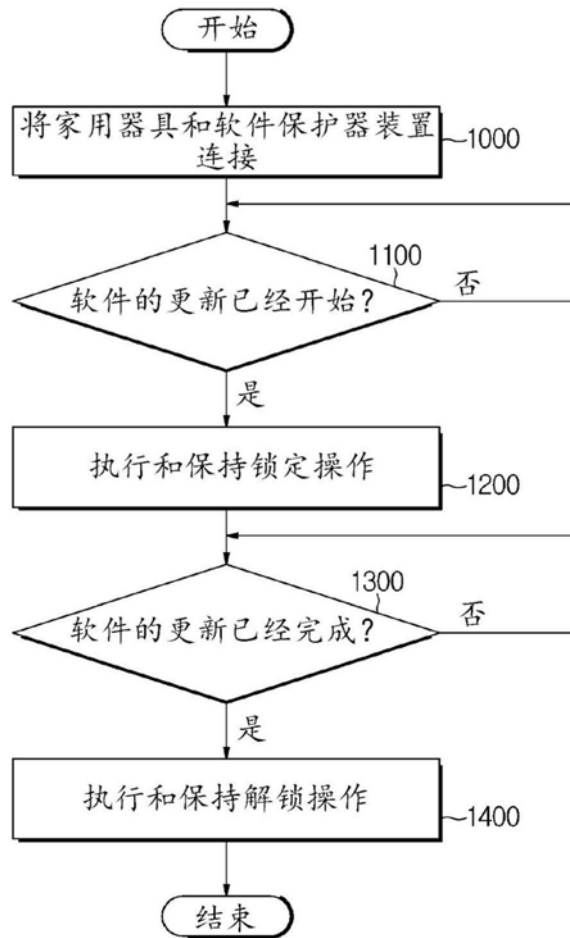 开始
将家用器具和软件保护器装置
连接
1000
1100
软件的更新已经开始?
否
是
执行和保持锁定操作
1200
1300
软件的更新已经完成?
否
是
执行和保持解锁操作
1400
结束